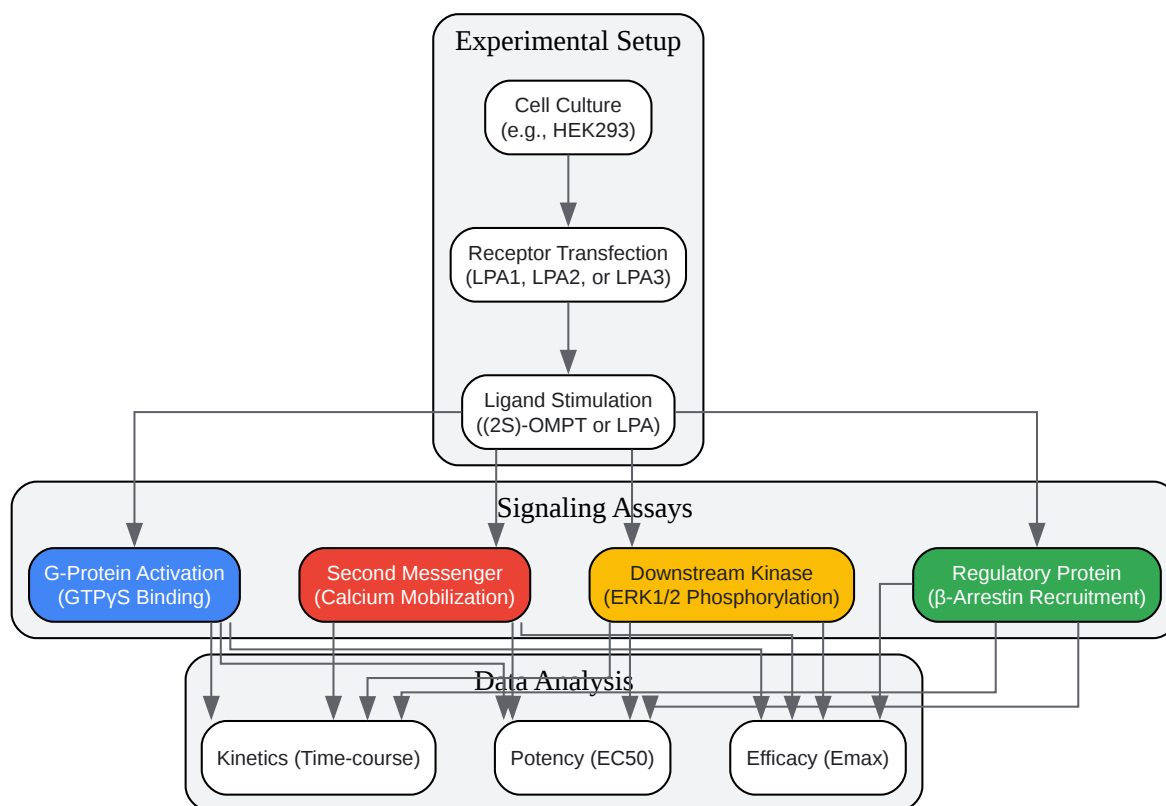 Experimental Setup
Cell Culture
(e.g., HEK293)
Receptor Transfection
(LPA1, LPA2, or LPA3)
Ligand Stimulation
((2S)-OMPT or LPA)
Signaling Assays
G-Protein Activation
(GTPγS Binding)
Second Messenger
(Calcium Mobilization)
Downstream Kinase
(ERK1/2 Phosphorylation)
Regulatory Protein
(β-Arrestin Recruitment)
Data Analysis
Kinetics (Time-course)
Potency (EC50)
Efficacy (Emax)